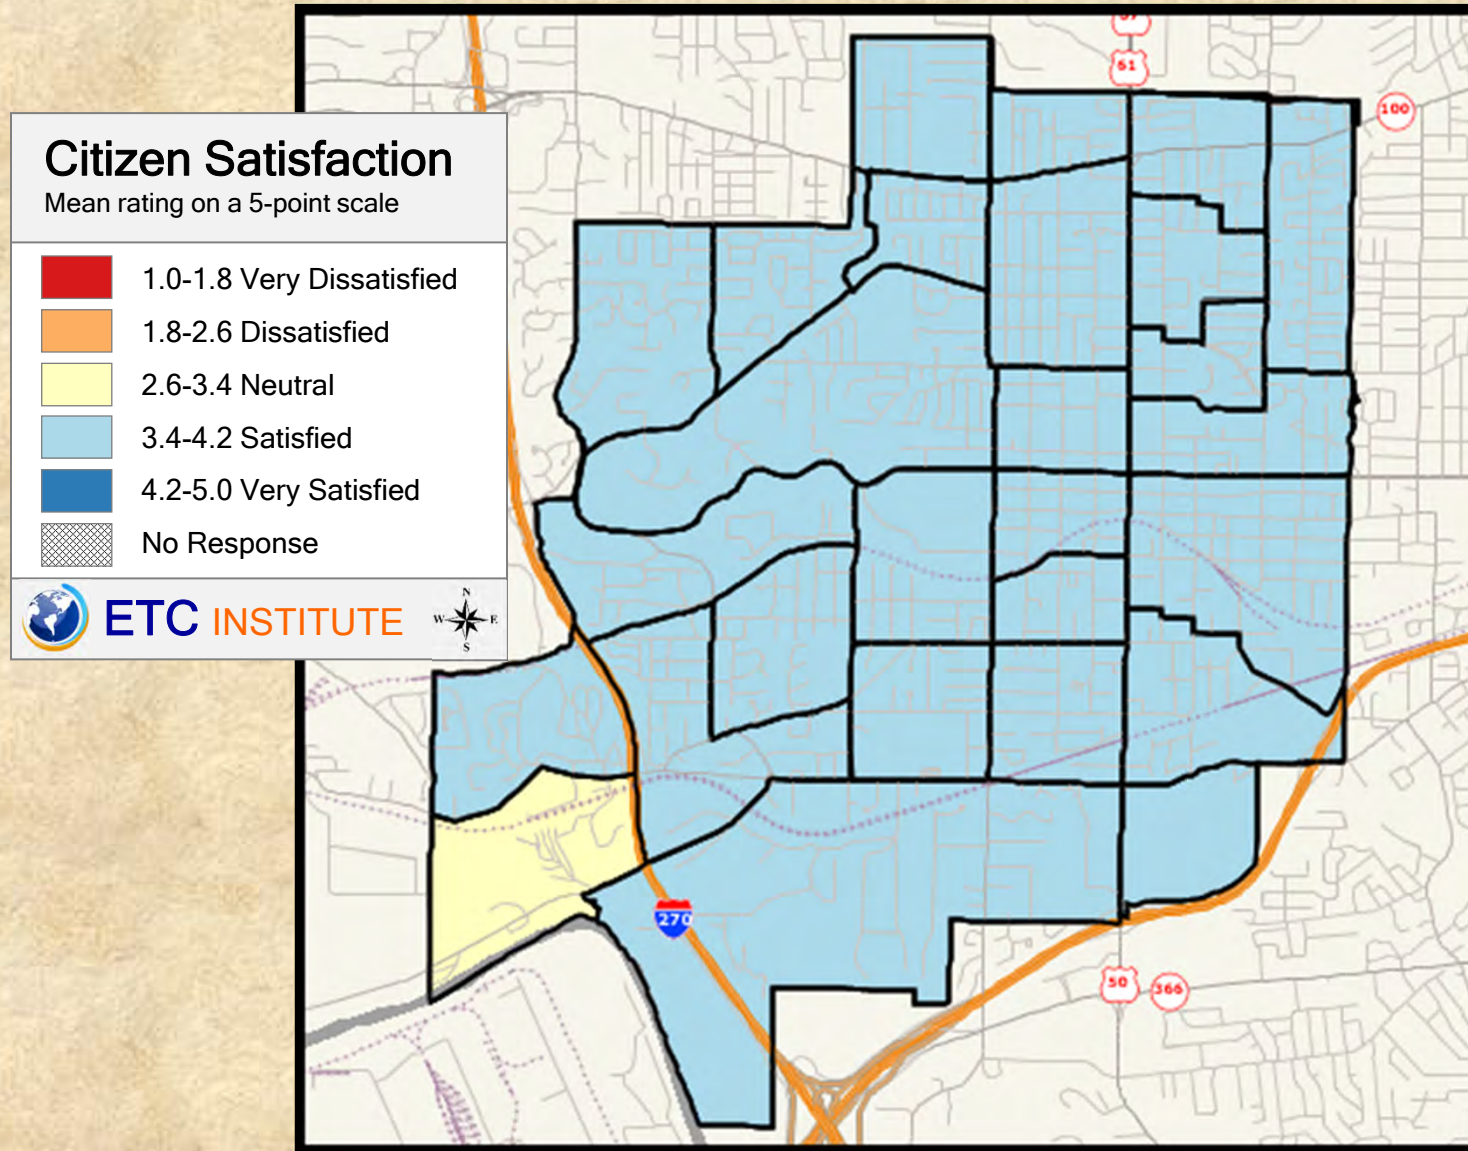 Citizen Satisfaction
Mean rating on a 5-point scale
1.0-1.8 Very Dissatisfied
1.8-2.6 Dissatisfied
2.6-3.4 Neutral
3.4-4.2 Satisfied
4.2-5.0 Very Satisfied
No Response
ETC INSTITUTE
N
W E
S
61
100
270
50
366